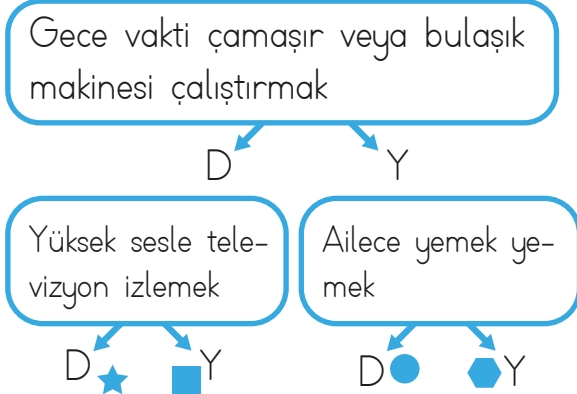 Gece vakti çamaşır veya bulaşık
makinesi çalıştırmak
D Y
Yüksek sesle tele-
vizyon izlemek
D Y
Ailece yemek ye-
mek
D Y